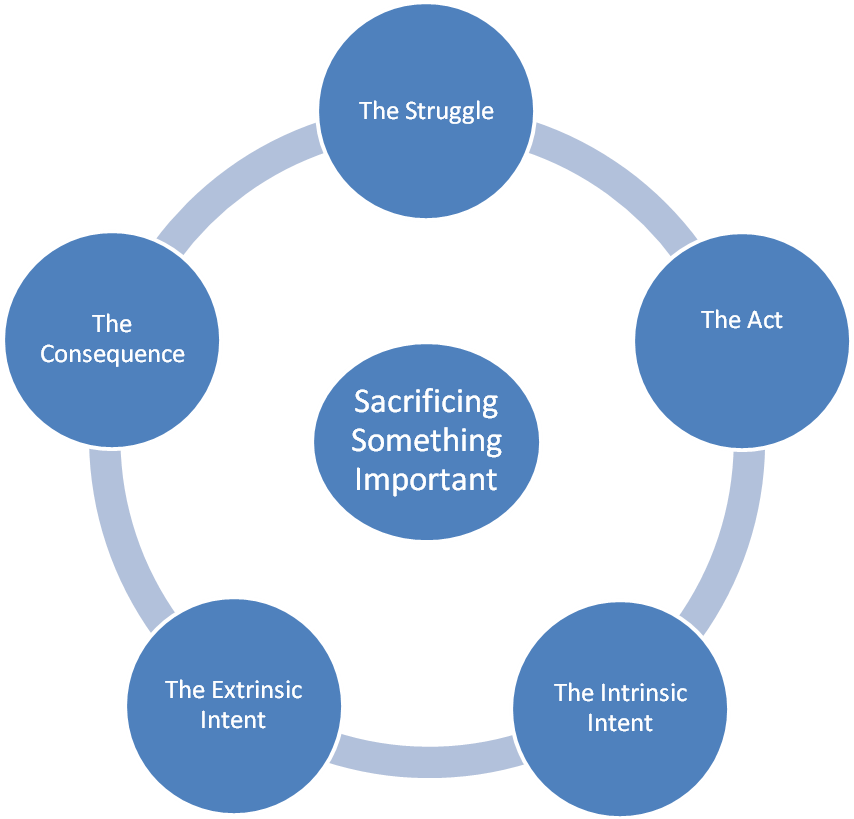 The Struggle
The Act
The
Consequence
Sacrificing
Something
Important
The Extrinsic
Intent
The Intrinsic
Intent